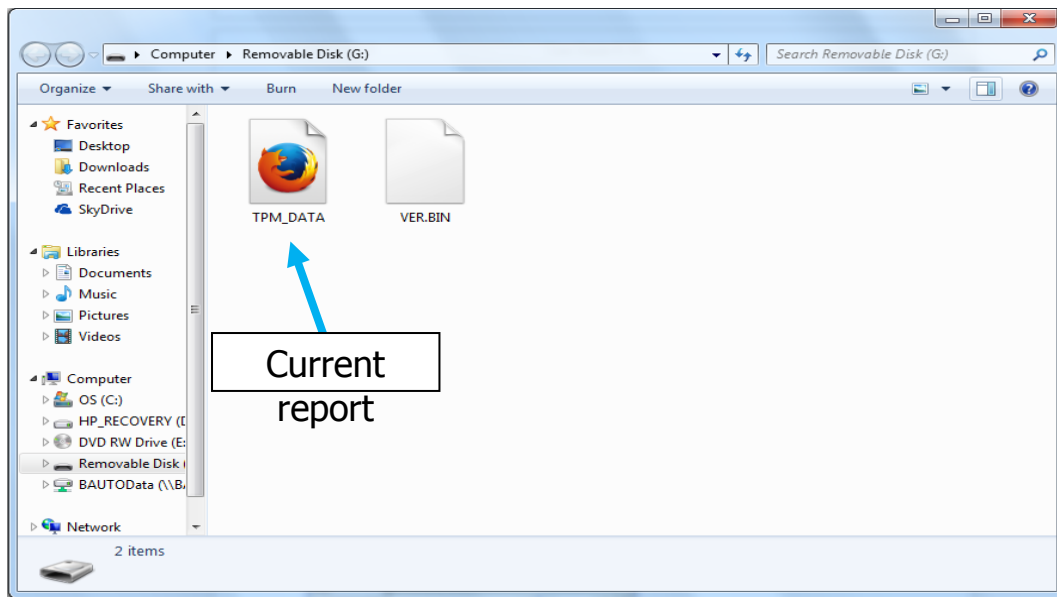 Computer ▸ Removable Disk (G:)
Search Removable Disk (G:)
Organize Share with Burn New folder
Favorites
Desktop
Downloads
Recent Places
SkyDrive
Libraries
Documents
Music
Pictures
Videos
Computer
OS (C:)
HP_RECOVERY (D
DVD RW Drive (E:
Removable Disk (
BAUTOData (\\B
Network
TPM_DATA VER.BIN
Current
report
2 items